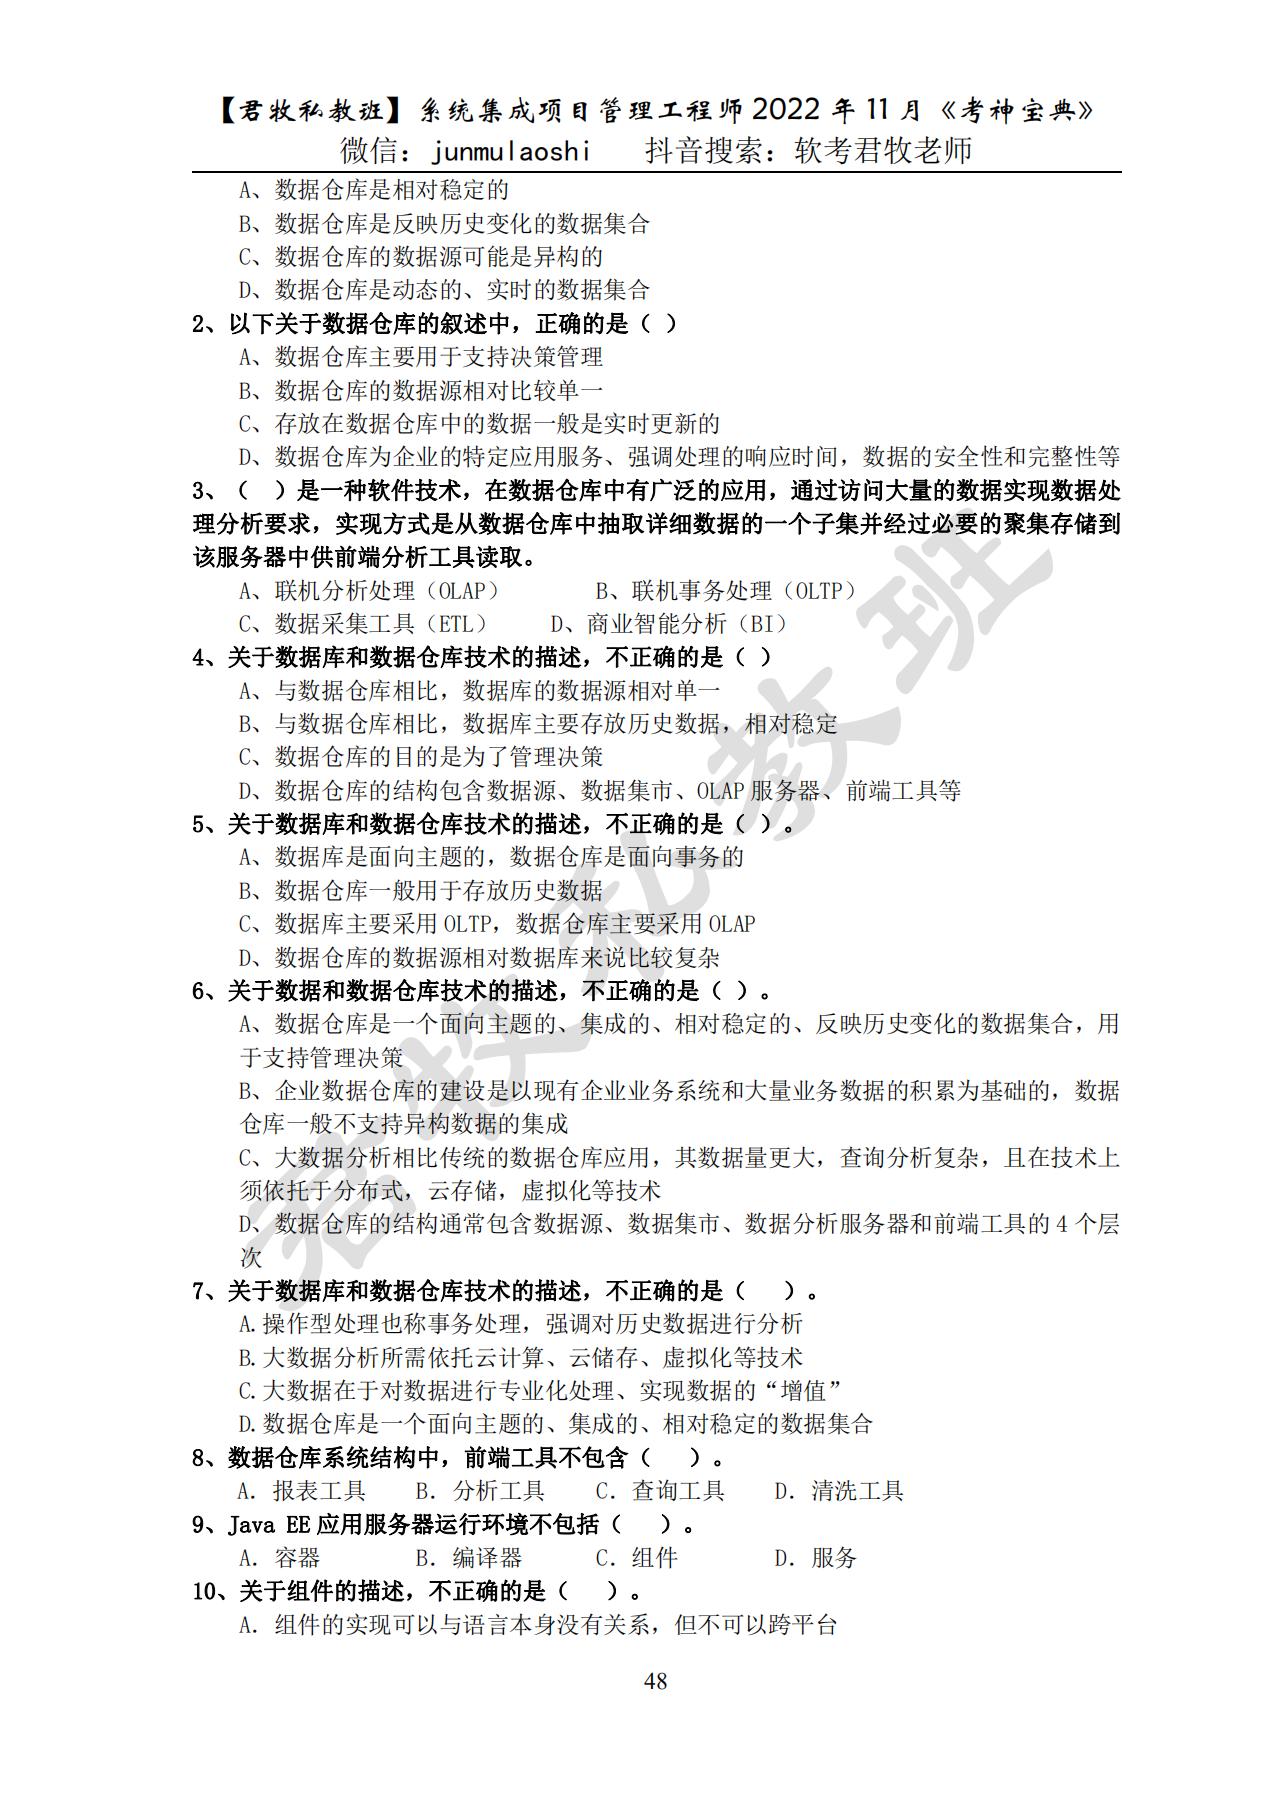 【君牧私教班】系统集成项目管理工程师 2022 年 11 月《考神宝典》
微信：junmulaoshi 抖音搜索：软考君牧老师
A、数据仓库是相对稳定的
B、数据仓库是反映历史变化的数据集合
C、数据仓库的数据源可能是异构的
D、数据仓库是动态的、实时的数据集合
2、以下关于数据仓库的叙述中，正确的是（ ）
A、数据仓库主要用于支持决策管理
B、数据仓库的数据源相对比较单一
C、存放在数据仓库中的数据一般是实时更新的
D、数据仓库为企业的特定应用服务、强调处理的响应时间，数据的安全性和完整性等
3、（ ）是一种软件技术，在数据仓库中有广泛的应用，通过访问大量的数据实现数据处
理分析要求，实现方式是从数据仓库中抽取详细数据的一个子集并经过必要的聚集存储到
该服务器中供前端分析工具读取。
A、联机分析处理（OLAP） B、联机事务处理（OLTP）
C、数据采集工具（ETL） D、商业智能分析（BI）
4、关于数据库和数据仓库技术的描述，不正确的是（ ）
A、与数据仓库相比，数据库的数据源相对单一
B、与数据仓库相比，数据库主要存放历史数据，相对稳定
C、数据仓库的目的是为了管理决策
D、数据仓库的结构包含数据源、数据集市、OLAP 服务器、前端工具等
5、关于数据库和数据仓库技术的描述，不正确的是（ ）。
A、数据库是面向主题的，数据仓库是面向事务的
B、数据仓库一般用于存放历史数据
C、数据库主要采用 OLTP，数据仓库主要采用 OLAP
D、数据仓库的数据源相对数据库来说比较复杂
6、关于数据和数据仓库技术的描述，不正确的是（ ）。
A、数据仓库是一个面向主题的、集成的、相对稳定的、反映历史变化的数据集合，用
于支持管理决策
B、企业数据仓库的建设是以现有企业业务系统和大量业务数据的积累为基础的，数据
仓库一般不支持异构数据的集成
C、大数据分析相比传统的数据仓库应用，其数据量更大，查询分析复杂，且在技术上
须依托于分布式，云存储，虚拟化等技术
D、数据仓库的结构通常包含数据源、数据集市、数据分析服务器和前端工具的 4 个层
次
7、关于数据库和数据仓库技术的描述，不正确的是（ ）。
A.操作型处理也称事务处理，强调对历史数据进行分析
B.大数据分析所需依托云计算、云储存、虚拟化等技术
C.大数据在于对数据进行专业化处理、实现数据的“增值”
D.数据仓库是一个面向主题的、集成的、相对稳定的数据集合
8、数据仓库系统结构中，前端工具不包含（ ）。
A．报表工具 B．分析工具 C．查询工具 D．清洗工具
9、Java EE 应用服务器运行环境不包括（ ）。
A．容器 B．编译器 C．组件 D．服务
10、关于组件的描述，不正确的是（ ）。
A．组件的实现可以与语言本身没有关系，但不可以跨平台
48
君牧私教班